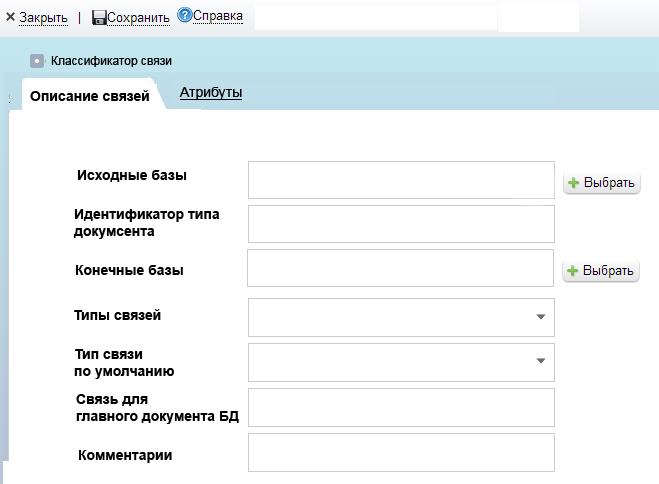 × Закрыть | Сохранить ? Справка
Классификатор связи
Описание связей Атрибуты
Исходные базы + Выбрать
Идентификатор типа
докумсента
Конечные базы + Выбрать
Типы связей
Тип связи
по умолчанию
Связь для
главного документа БД
Комментарии